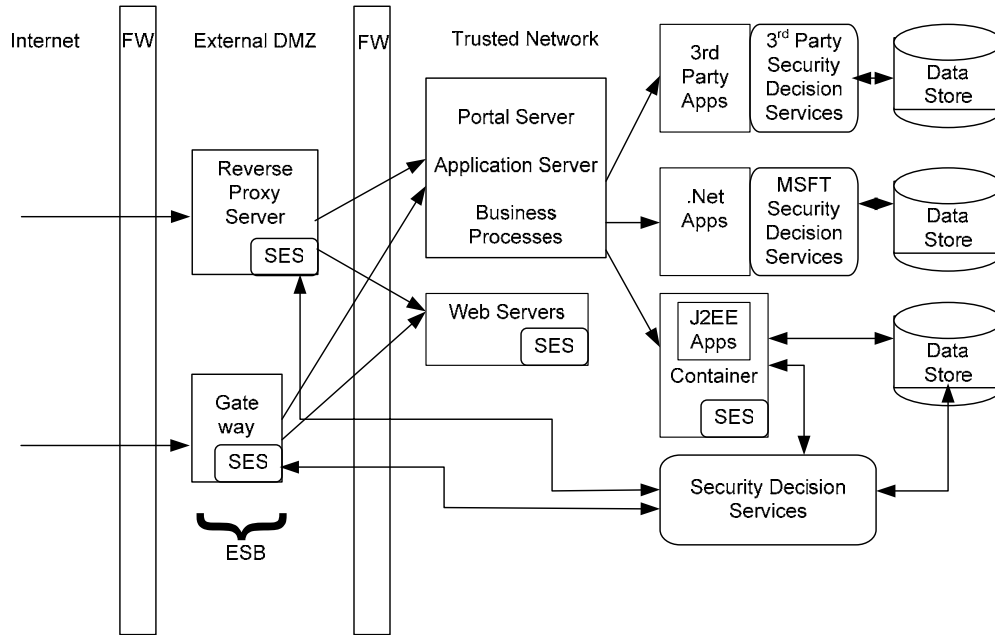 Internet
FW
External DMZ
FW
Trusted Network
Reverse
Proxy
Server
SES
Gate
way
SES
ESB
Portal Server
Application Server
Business
Processes
Web Servers
SES
3rd
Party
Apps
3rd Party
Security
Decision
Services
Data
Store
.Net
Apps
MSFT
Security
Decision
Services
Data
Store
J2EE
Apps
Container
SES
Data
Store
Security Decision
Services